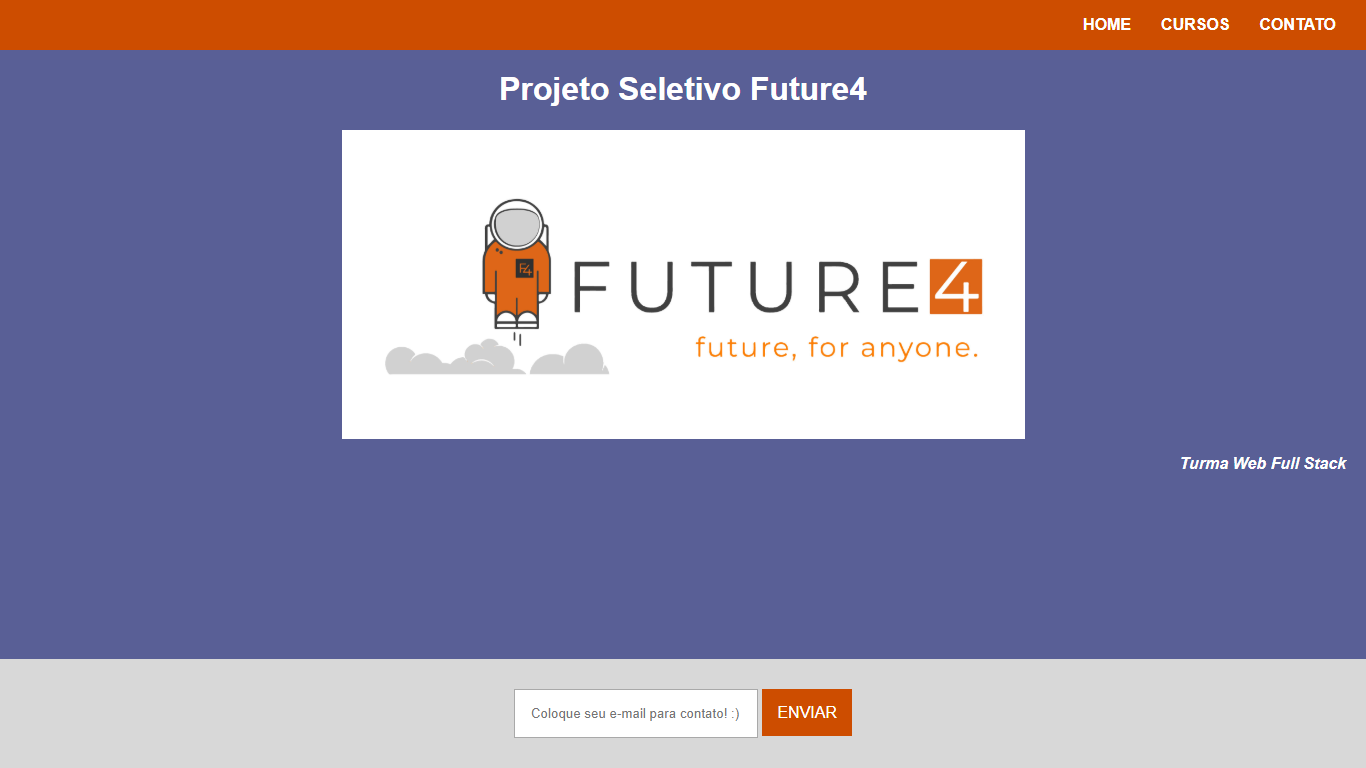 HOME CURSOS CONTATO
Projeto Seletivo Future4
F4
FUTURE4
future, for anyone.
Turma Web Full Stack
Coloque seu e-mail para contato! :) ENVIAR